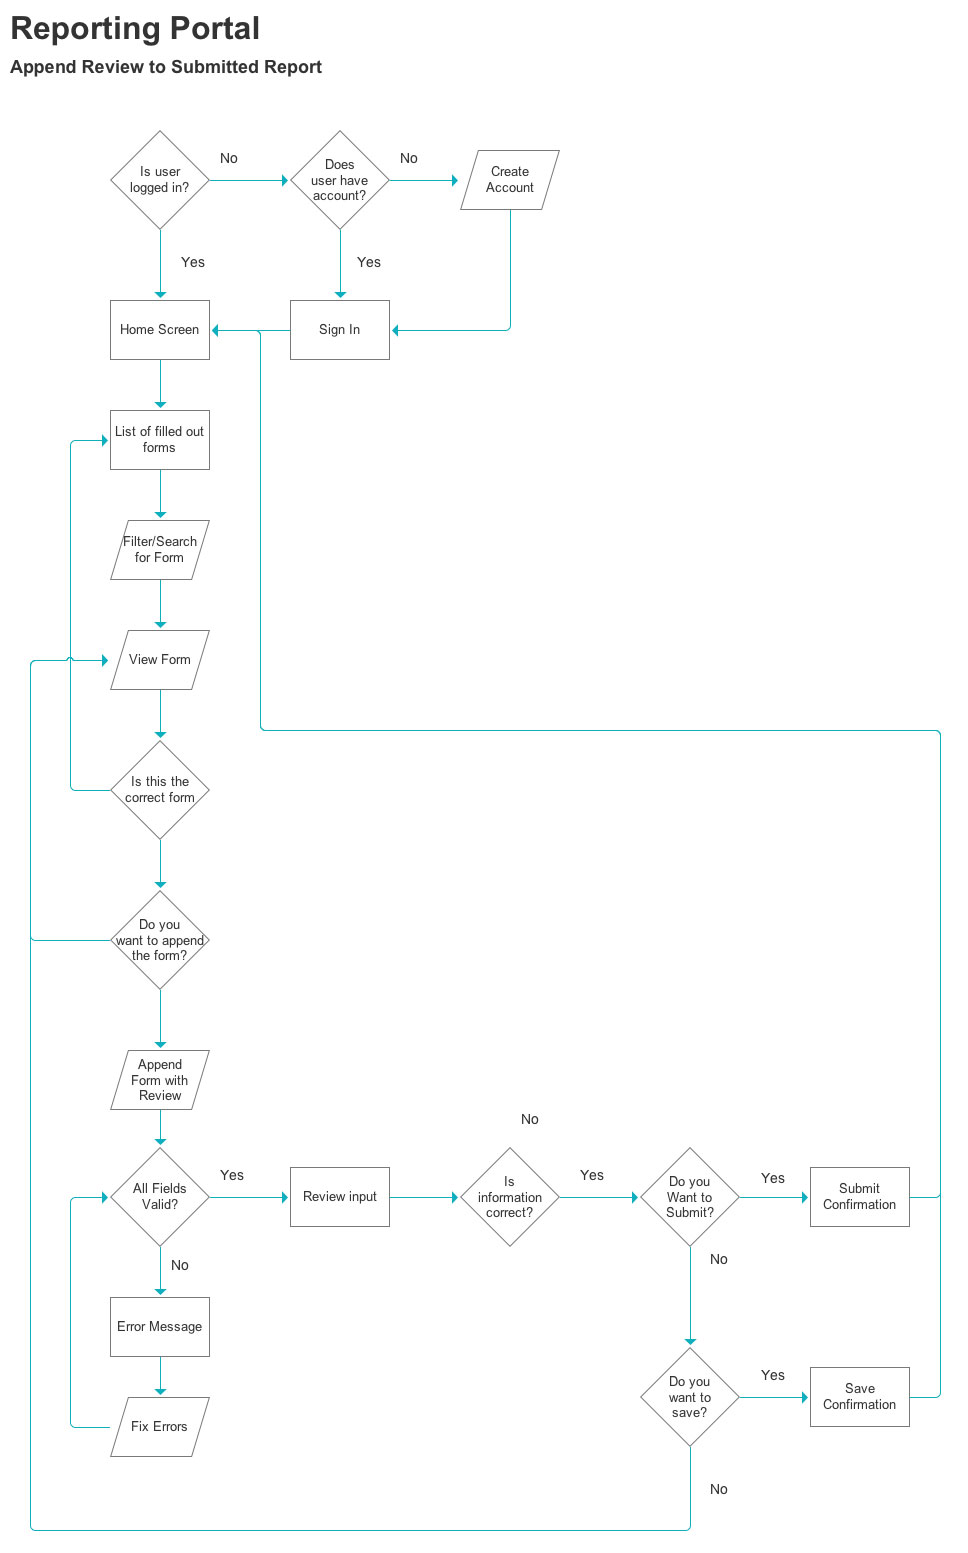 Reporting Portal
Append Review to Submitted Report
Is user
logged in?
No
Does
user have
account?
No
Create
Account
Yes
Yes
Home Screen
Sign In
List of filled out
forms
Filter/Search
for Form
View Form
Is this the
correct form
Do you
want to append
the form?
Append
Form with
Review
All Fields
Valid?
Yes
Review input
No
Is
information
correct?
Yes
Do you
Want to
Submit?
Yes
Submit
Confirmation
No
No
Error Message
Fix Errors
Do you
want to
save?
Yes
Save
Confirmation
No